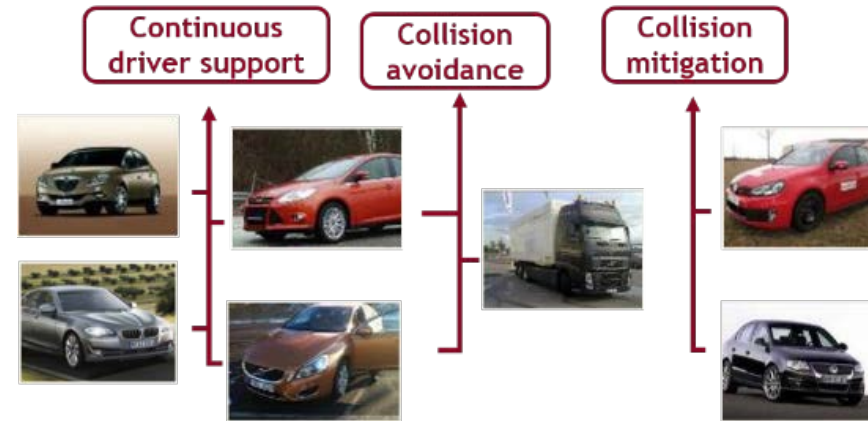 Continuous
driver support
Collision
avoidance
Collision
mitigation